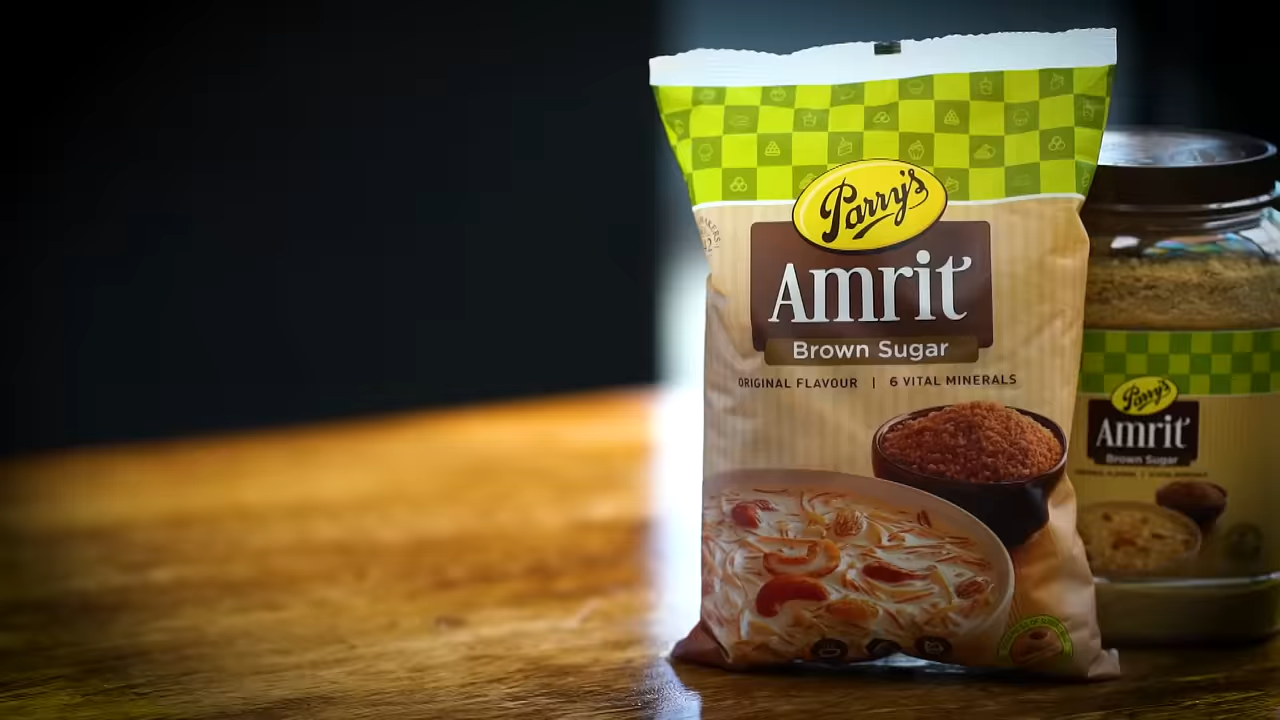 Parry's
Amrit
Brown Sugar
ORIGINAL FLAVOUR | 6 VITAL MINERALS
Parry's
Amrit
Brown Sugar